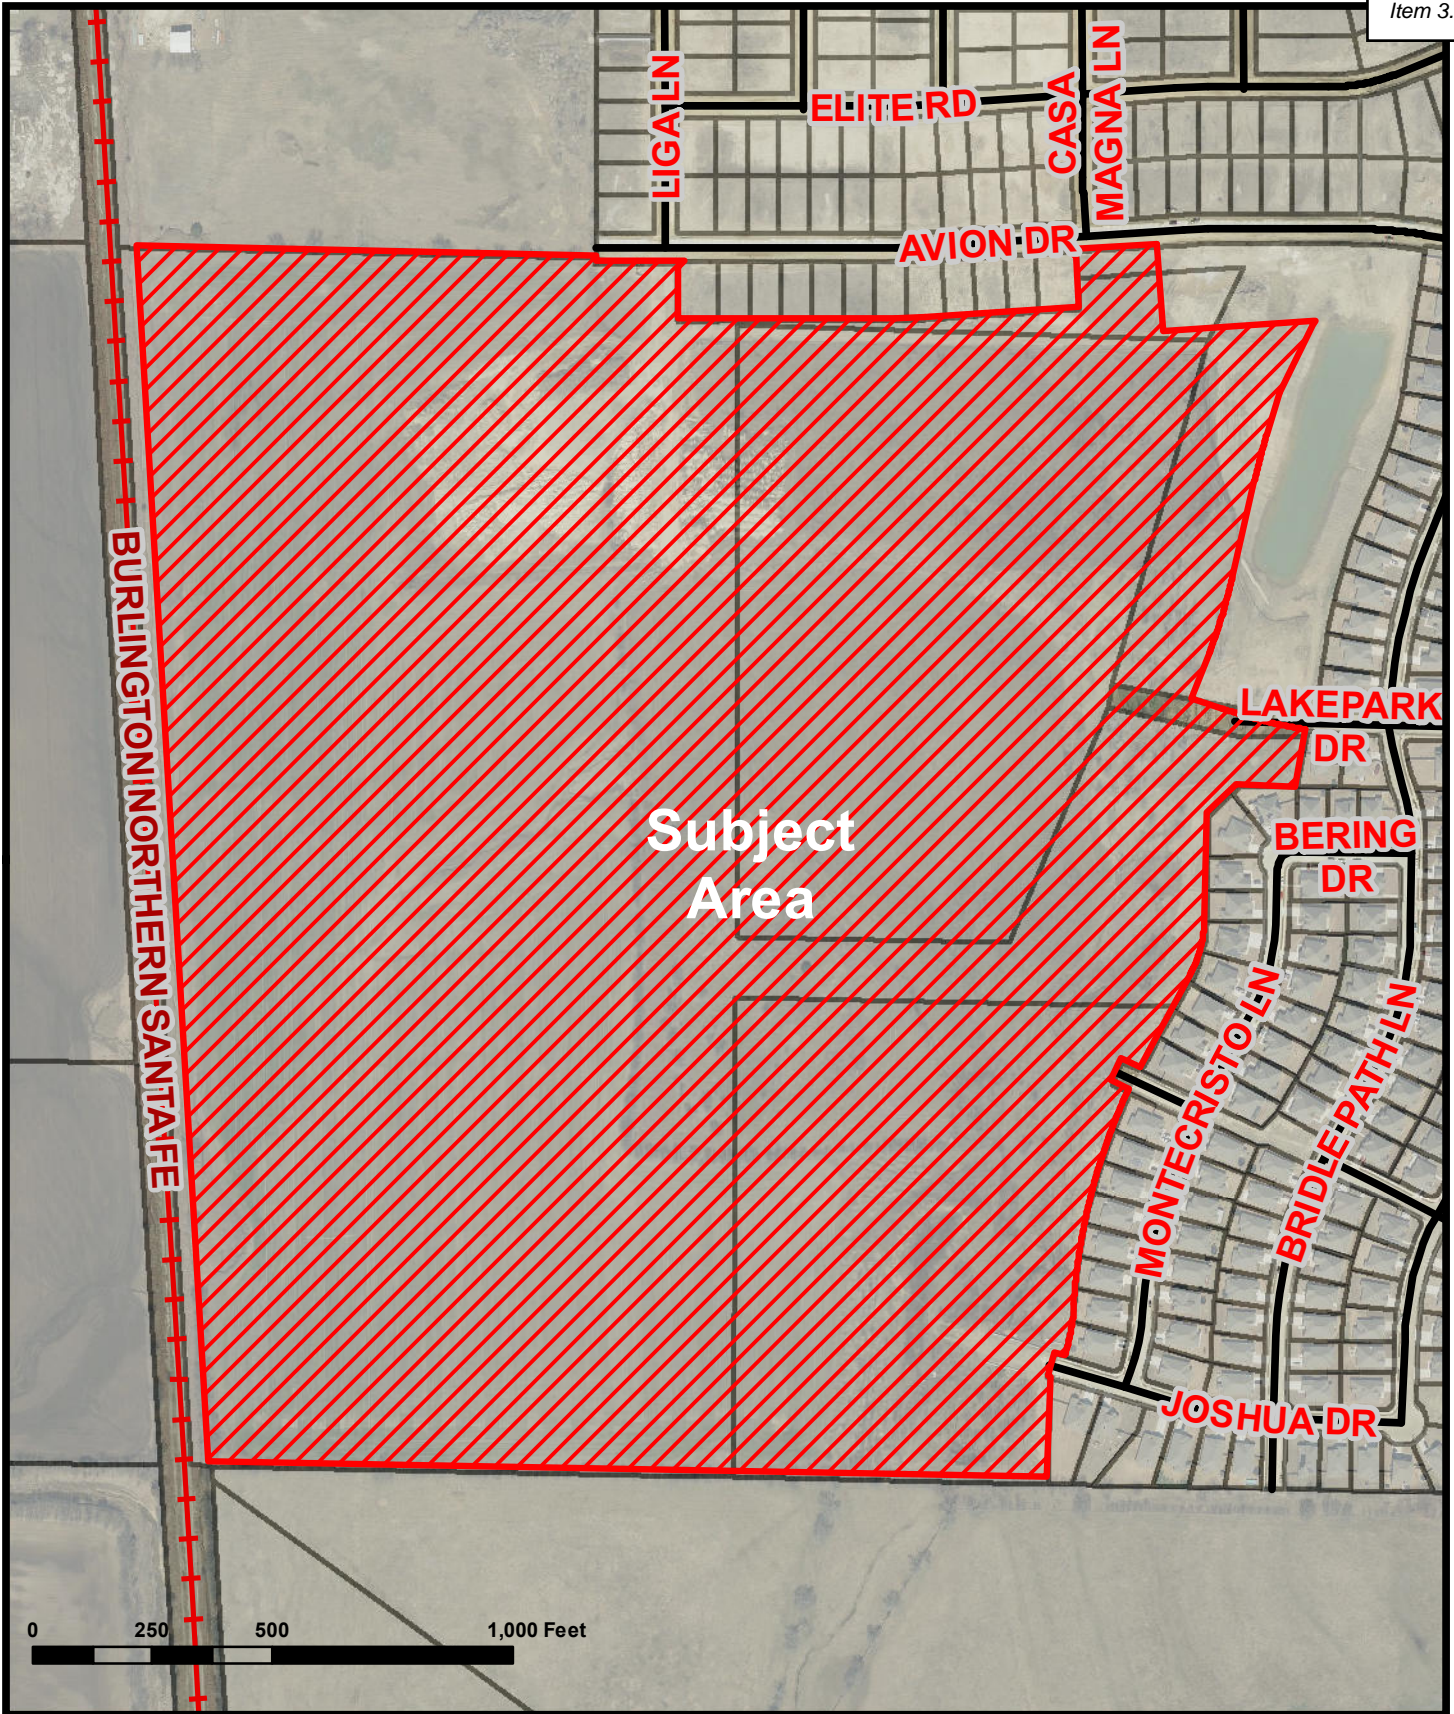 Item 3.
LIGA LN
ELITE RD
CASA
MAGNA LN
AVION DR
BURLINGTON NORTHERN SANTA FE
LAKEPARK
DR
Subject
Area
BERING
DR
MONTECRISTO LN
BRIDLE PATH LN
JOSHUA DR
0 250 500 1,000 Feet